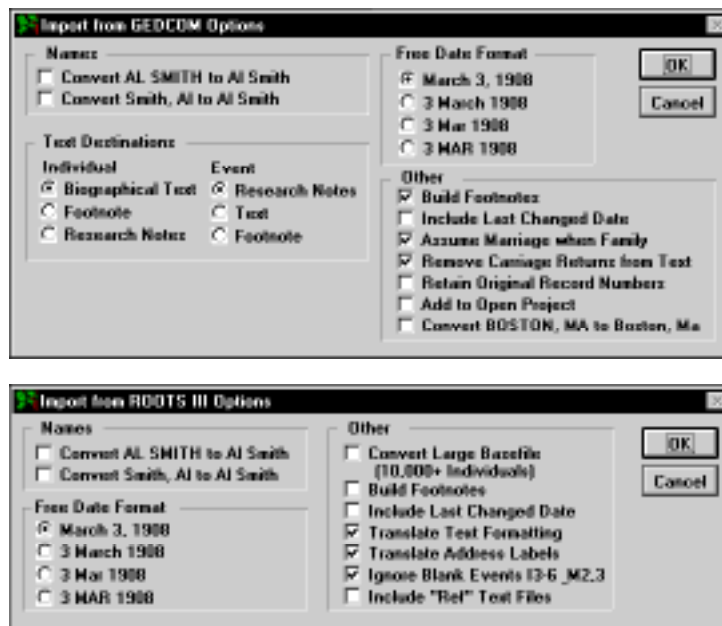 Import from GEDCOM Options
Names
Convert AL SMITH to Al Smith
Convert Smith, Al to Al Smith
Text Destinations
Individual
Biographical Text
Footnote
Research Notes
Event
Research Notes
Text
Footnote
Free Date Format
March 3, 1908
3 March 1908
3 Mar 1908
3 MAR 1908
Other
Build Footnotes
Include Last Changed Date
Assume Marriage when Family
Remove Carriage Returns from Text
Retain Original Record Numbers
Add to Open Project
Convert BOSTON, MA to Boston, Ma
OK
Cancel
Import from ROOTS III Options
Names
Convert AL SMITH to Al Smith
Convert Smith, Al to Al Smith
Free Date Format
March 3, 1908
3 March 1908
3 Mar 1908
3 MAR 1908
Other
Convert Large Basefile
(10,000+ Individuals)
Build Footnotes
Include Last Changed Date
Translate Text Formatting
Translate Address Labels
Ignore Blank Events I3-6 _M2,3
Include "Ref" Text Files
OK
Cancel